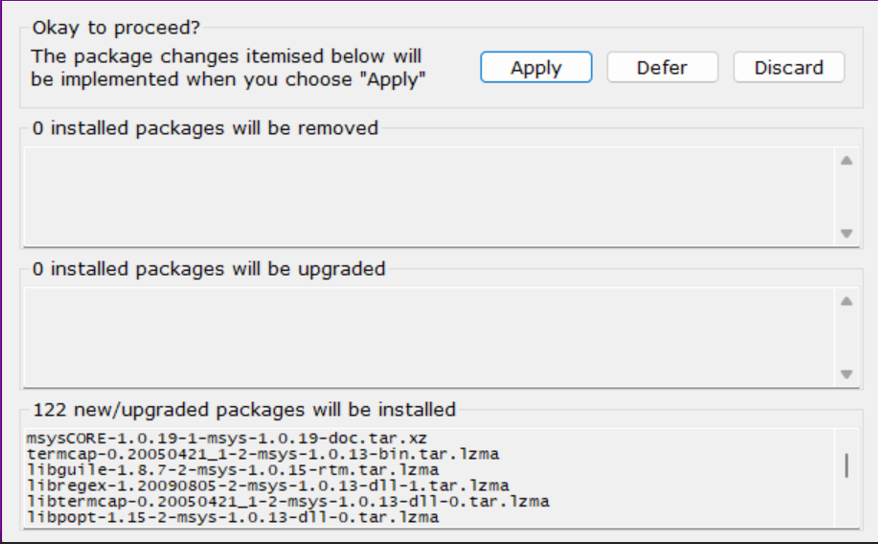 Okay to proceed?
The package changes itemised below will
be implemented when you choose "Apply"
Apply
Defer
Discard
0 installed packages will be removed
0 installed packages will be upgraded
122 new/upgraded packages will be installed
msysCORE-1.0.19-1-msys-1.0.19-doc.tar.xz
termcap-0.20050421_1-2-msys-1.0.13-bin.tar.lzma
libguile-1.8.7-2-msys-1.0.15-rtm.tar.lzma
libregex-1.20090805-2-msys-1.0.13-dll-1.tar.lzma
libtermcap-0.20050421_1-2-msys-1.0.13-dll-0.tar.lzma
libpopt-1.15-2-msys-1.0.13-dll-0.tar.lzma